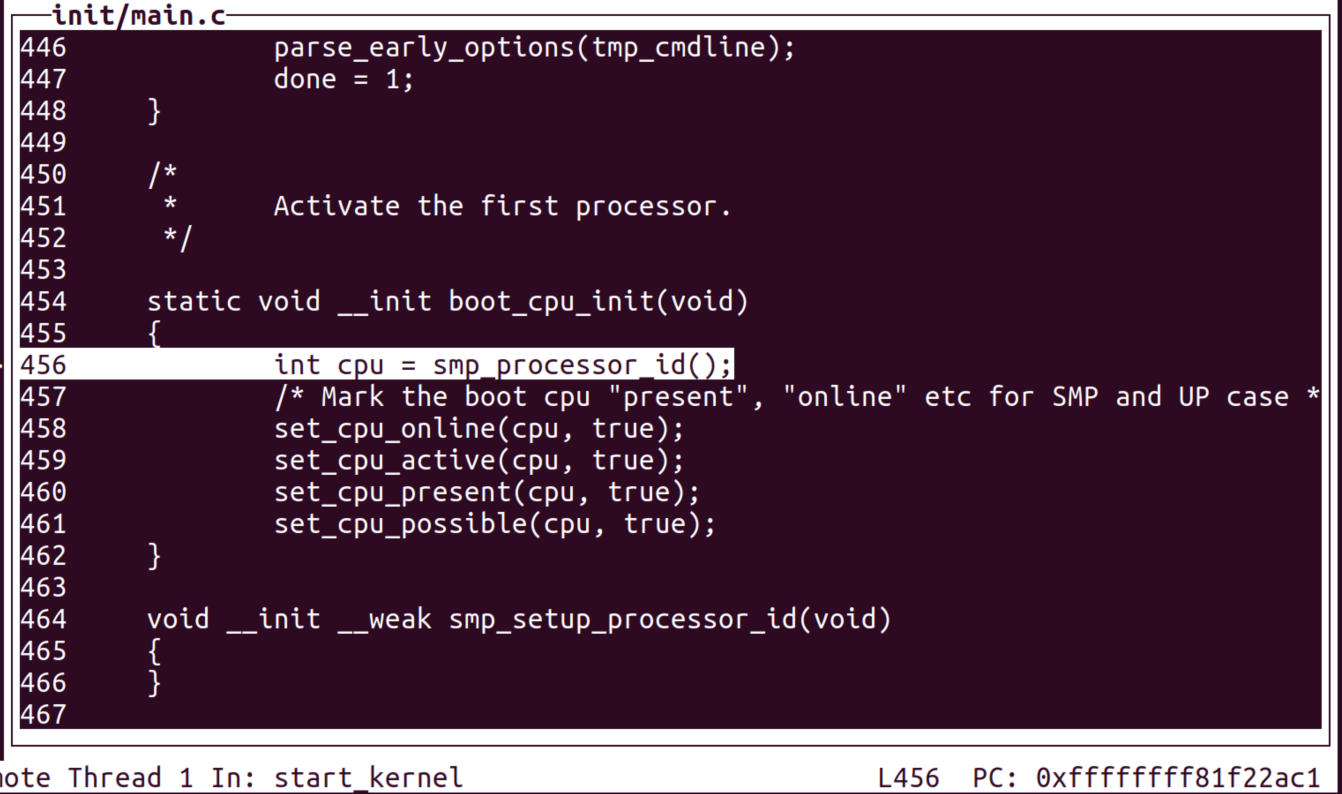 init/main.c
446 parse_early_options(tmp_cmdline);
447 done = 1;
448 }
449
450 /*
451 * Activate the first processor.
452 */
453
454 static void __init boot_cpu_init(void)
455 {
456 int cpu = smp_processor_id();
457 /* Mark the boot cpu "present", "online" etc for SMP and UP case *
458 set_cpu_online(cpu, true);
459 set_cpu_active(cpu, true);
460 set_cpu_present(cpu, true);
461 set_cpu_possible(cpu, true);
462 }
463
464 void __init __weak smp_setup_processor_id(void)
465 {
466 }
467
ote Thread 1 In: start_kernel L456 PC: 0xffffffff81f22ac1